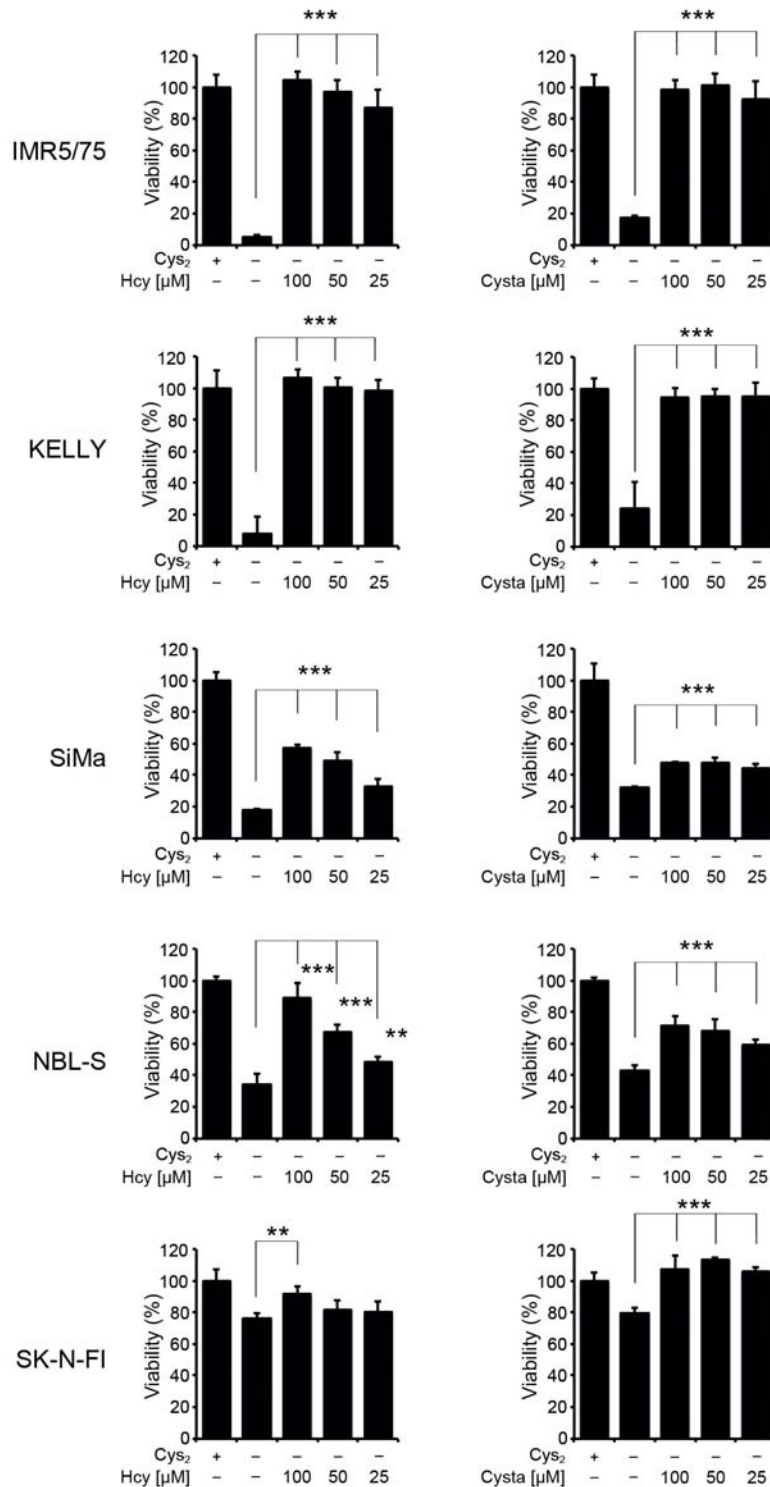 *** ***
IMR5/75
Viability (%) Viability (%)
120 120
100 100
80 80
60 60
40 40
20 20
0 0
Cys₂ + – – – – Cys₂ + – – – –
Hcy [µM] – – 100 50 25 Cysta [µM] – – 100 50 25
*** ***
KELLY
Viability (%) Viability (%)
120 120
100 100
80 80
60 60
40 40
20 20
0 0
Cys₂ + – – – – Cys₂ + – – – –
Hcy [µM] – – 100 50 25 Cysta [µM] – – 100 50 25
*** ***
SiMa
Viability (%) Viability (%)
120 120
100 100
80 80
60 60
40 40
20 20
0 0
Cys₂ + – – – – Cys₂ + – – – –
Hcy [µM] – – 100 50 25 Cysta [µM] – – 100 50 25
*** *** ** ***
NBL-S
Viability (%) Viability (%)
120 120
100 100
80 80
60 60
40 40
20 20
0 0
Cys₂ + – – – – Cys₂ + – – – –
Hcy [µM] – – 100 50 25 Cysta [µM] – – 100 50 25
** ***
SK-N-FI
Viability (%) Viability (%)
120 120
100 100
80 80
60 60
40 40
20 20
0 0
Cys₂ + – – – – Cys₂ + – – – –
Hcy [µM] – – 100 50 25 Cysta [µM] – – 100 50 25